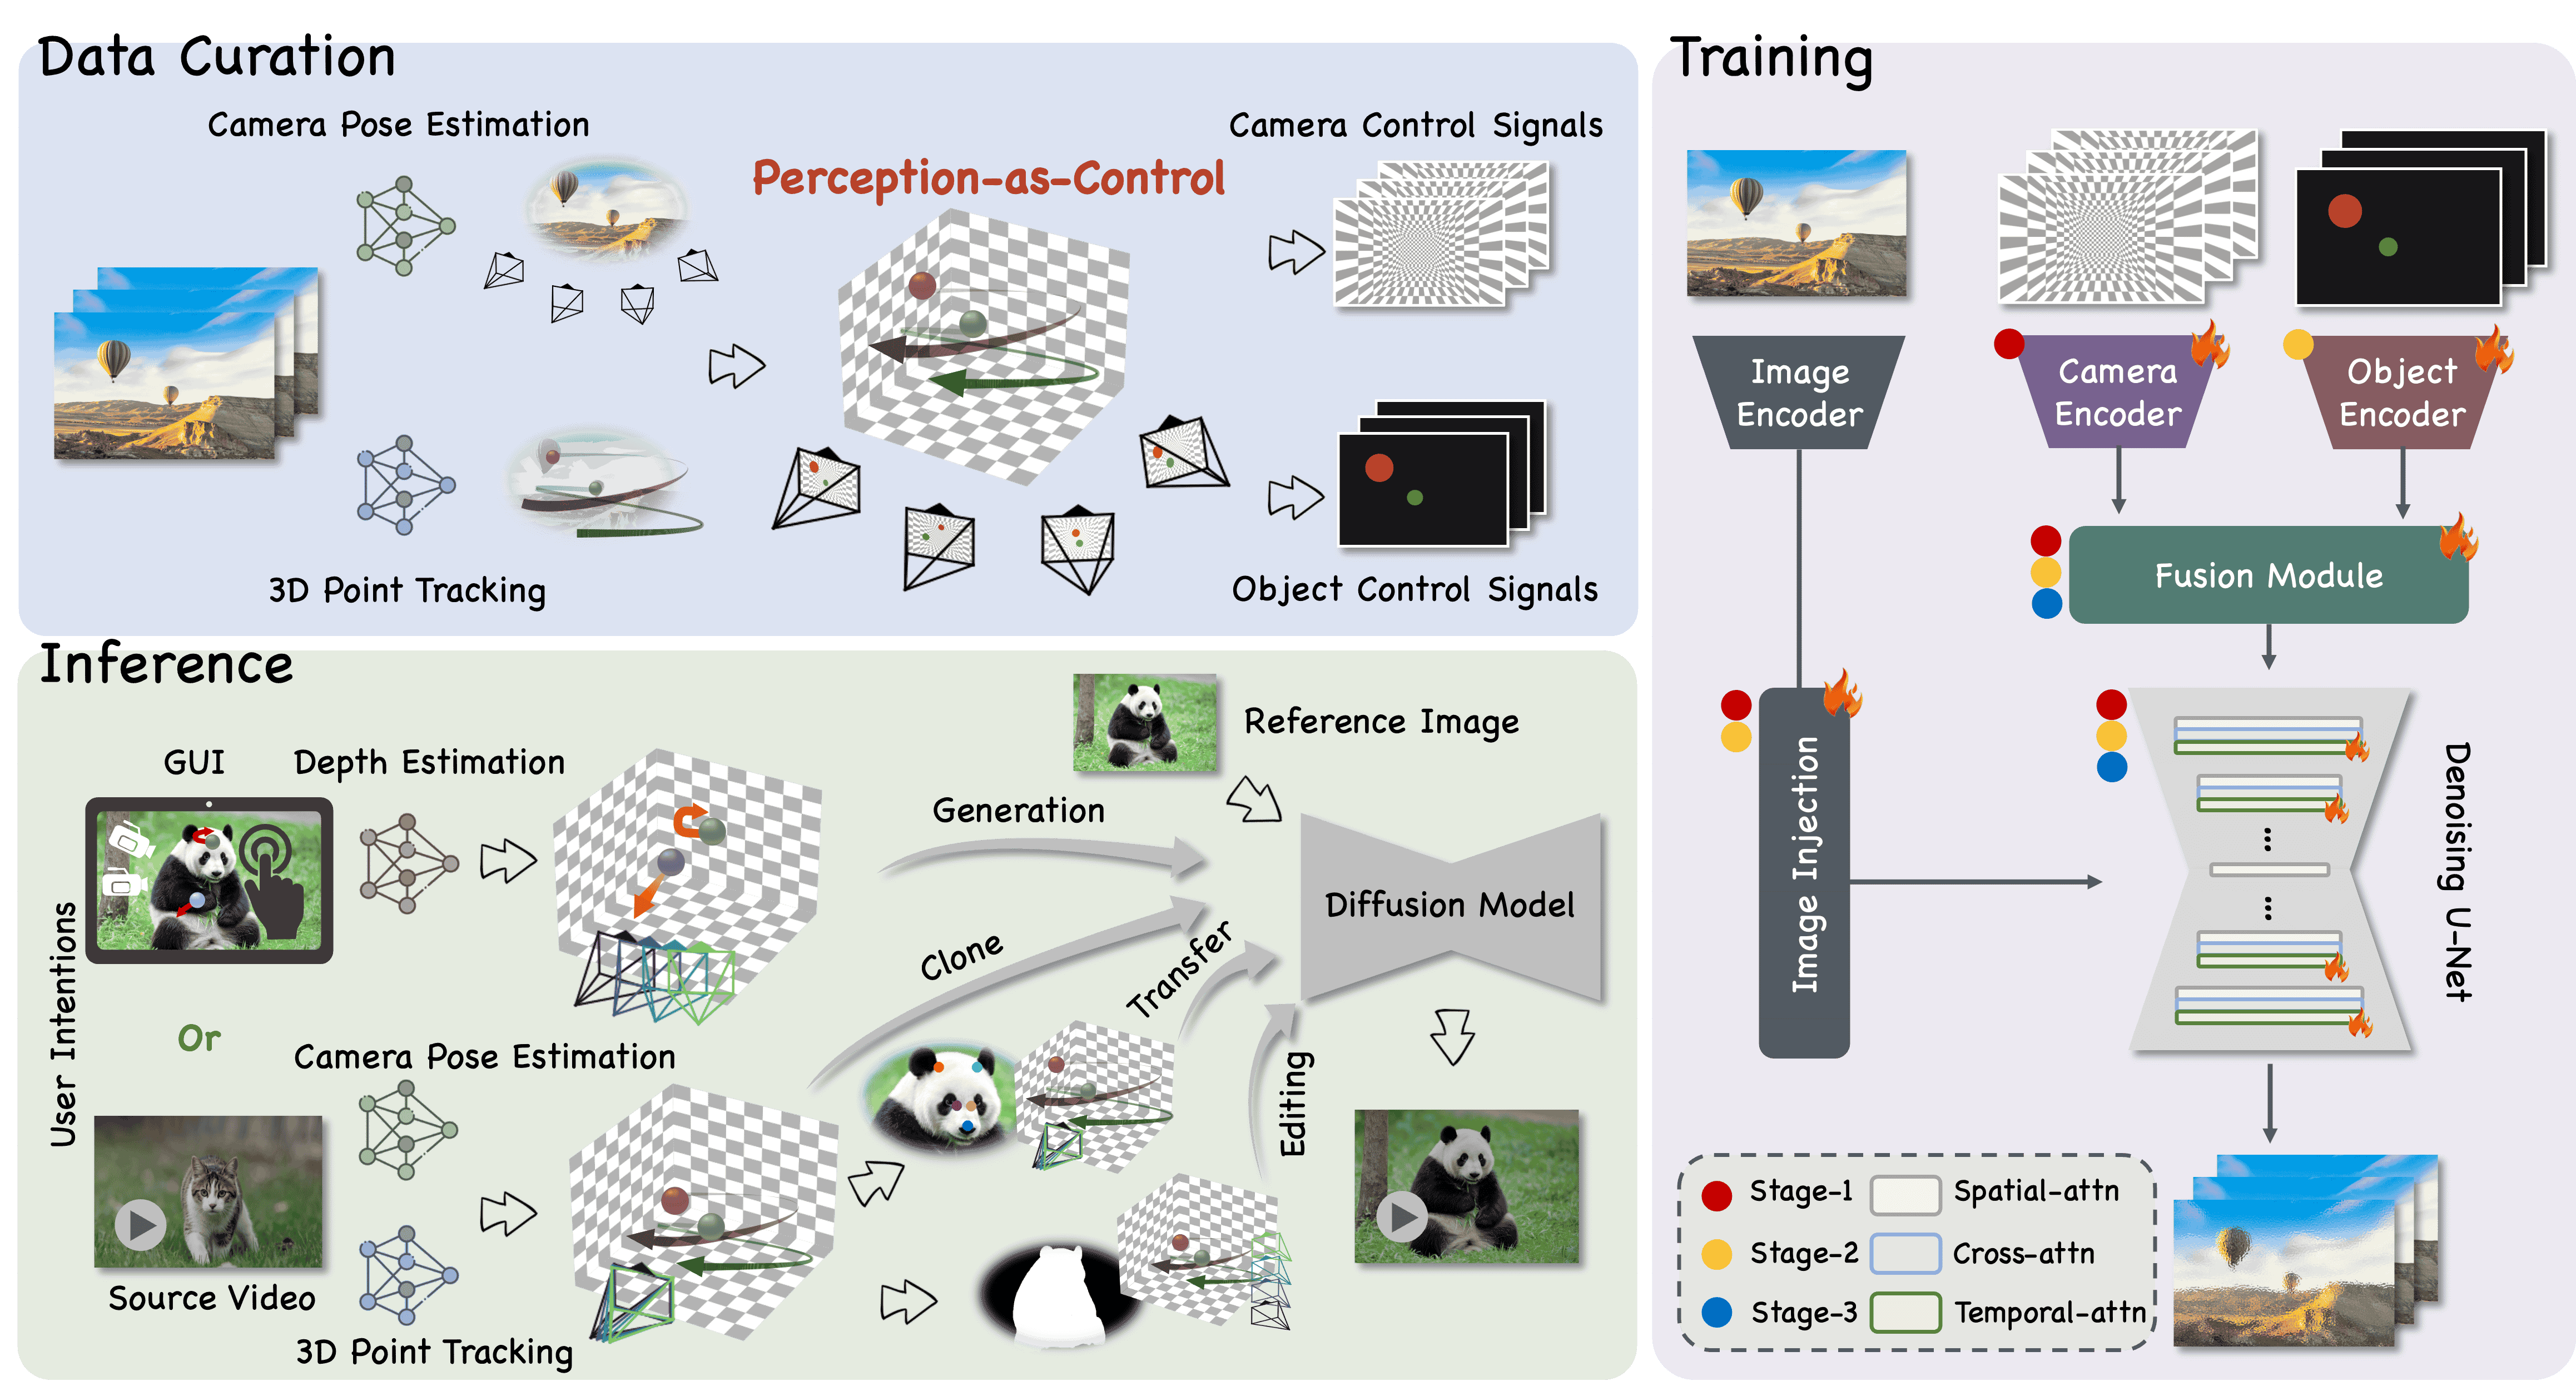 Data Curation
Camera Pose Estimation
Perception-as-Control
Camera Control Signals
3D Point Tracking
Object Control Signals
Inference
GUI
Depth Estimation
User Intentions
Or
Camera Pose Estimation
Source Video
3D Point Tracking
Reference Image
Generation
Clone
Transfer
Editing
Diffusion Model
Training
Image
Encoder
Camera
Encoder
Object
Encoder
Fusion Module
Image Injection
Denoising U-Net
Stage-1
Spatial-attn
Stage-2
Cross-attn
Stage-3
Temporal-attn